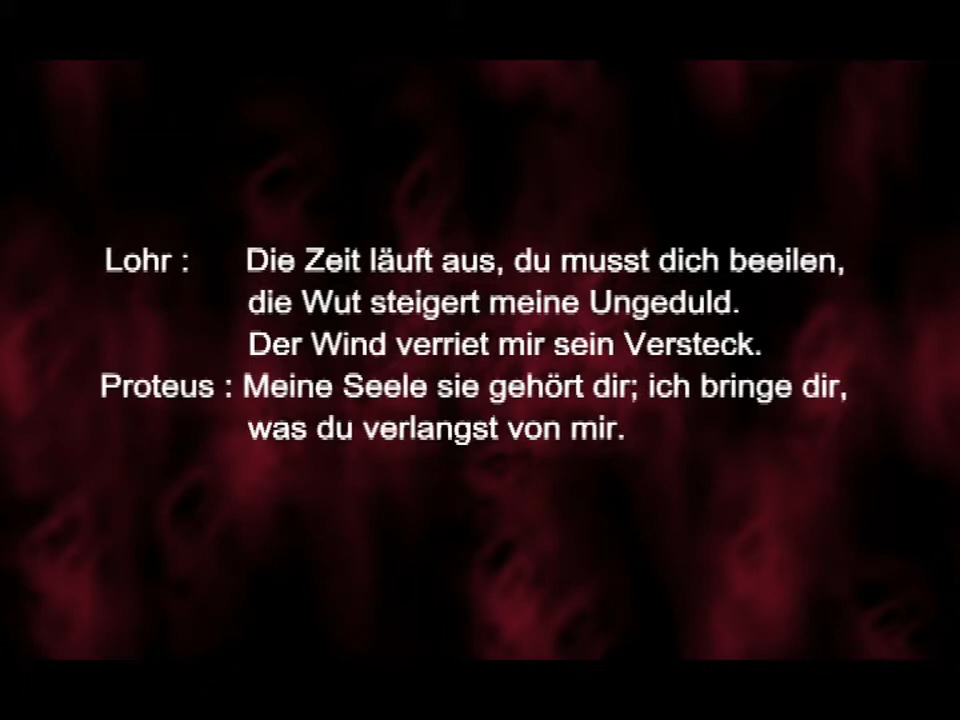 Lohr : Die Zeit läuft aus, du musst dich beeilen,
die Wut steigert meine Ungeduld.
Der Wind verriet mir sein Versteck.
Proteus : Meine Seele sie gehört dir; ich bringe dir,
was du verlangst von mir.